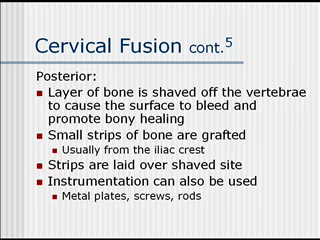 Cervical Fusion cont.5
Posterior:
Layer of bone is shaved off the vertebrae
to cause the surface to bleed and
promote bony healing
Small strips of bone are grafted
Usually from the iliac crest
Strips are laid over shaved site
Instrumentation can also be used
Metal plates, screws, rods